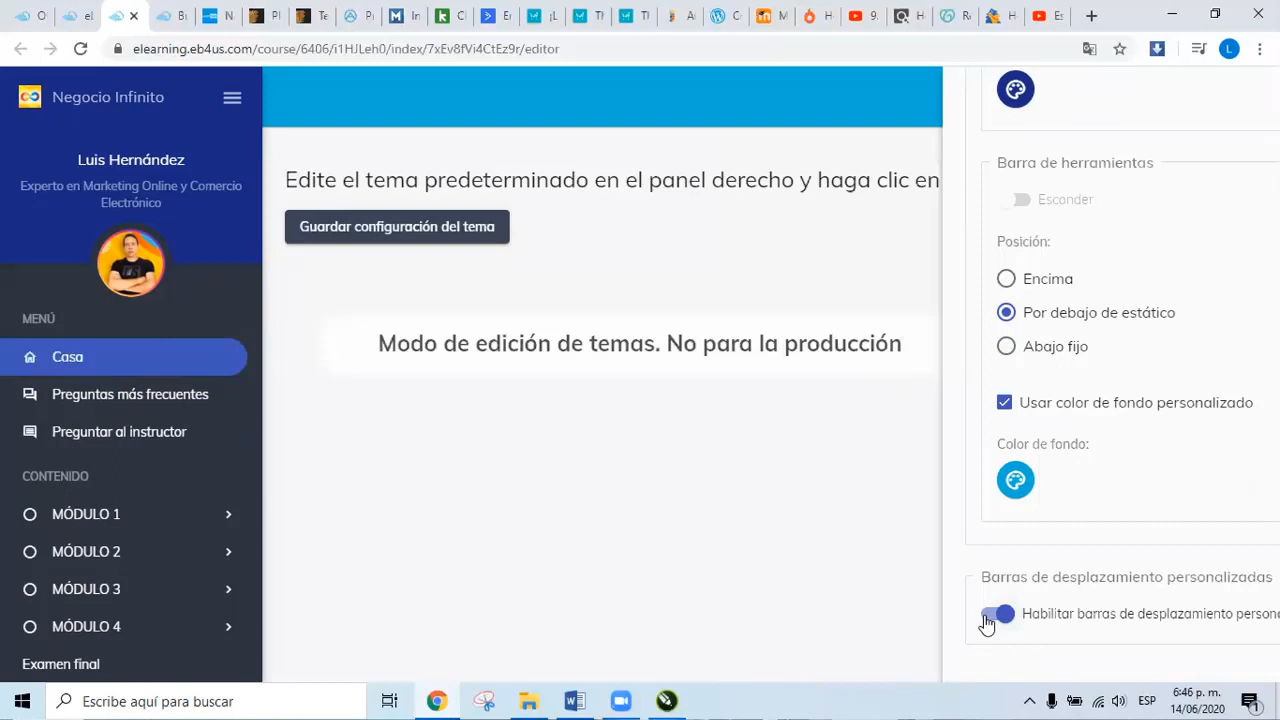 elearning.eb4us.com/course/6406/i1HJLeh0/index/7xEv8fVi4CtEz9r/editor
Negocio Infinito
Luis Hernández
Experto en Marketing Online y Comercio
Electrónico
MENÚ
Casa
Preguntas más frecuentes
Preguntar al instructor
CONTENIDO
MÓDULO 1
MÓDULO 2
MÓDULO 3
MÓDULO 4
Examen final
Edite el tema predeterminado en el panel derecho y haga clic en
Guardar configuración del tema
Modo de edición de temas. No para la producción
Barra de herramientas
Esconder
Posición:
Encima
Por debajo de estático
Abajo fijo
Usar color de fondo personalizado
Color de fondo:
Barras de desplazamiento personalizadas
Habilitar barras de desplazamiento persona
Escribe aquí para buscar
ESP
6:46 p. m.
14/06/2020